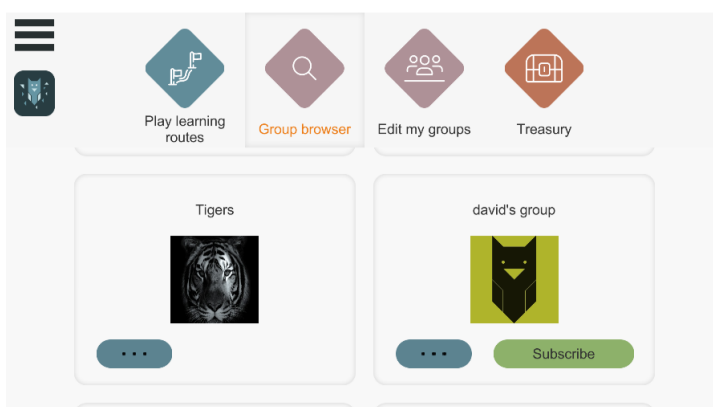 Play learning
routes
Group browser
Edit my groups
Treasury
Tigers
david's group
...
...
Subscribe